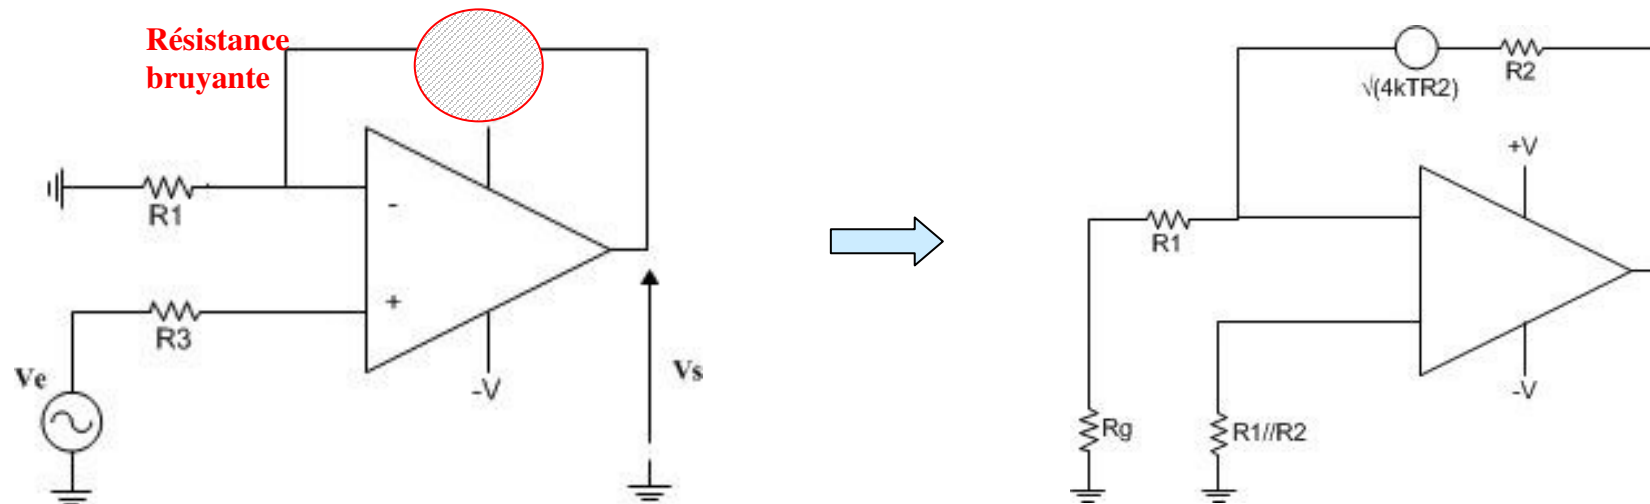 Résistance
bruyante
R1
-
+
R3
-V
Ve
Vs
√(4kTR2)
R2
+V
R1
-V
Rg
R1//R2